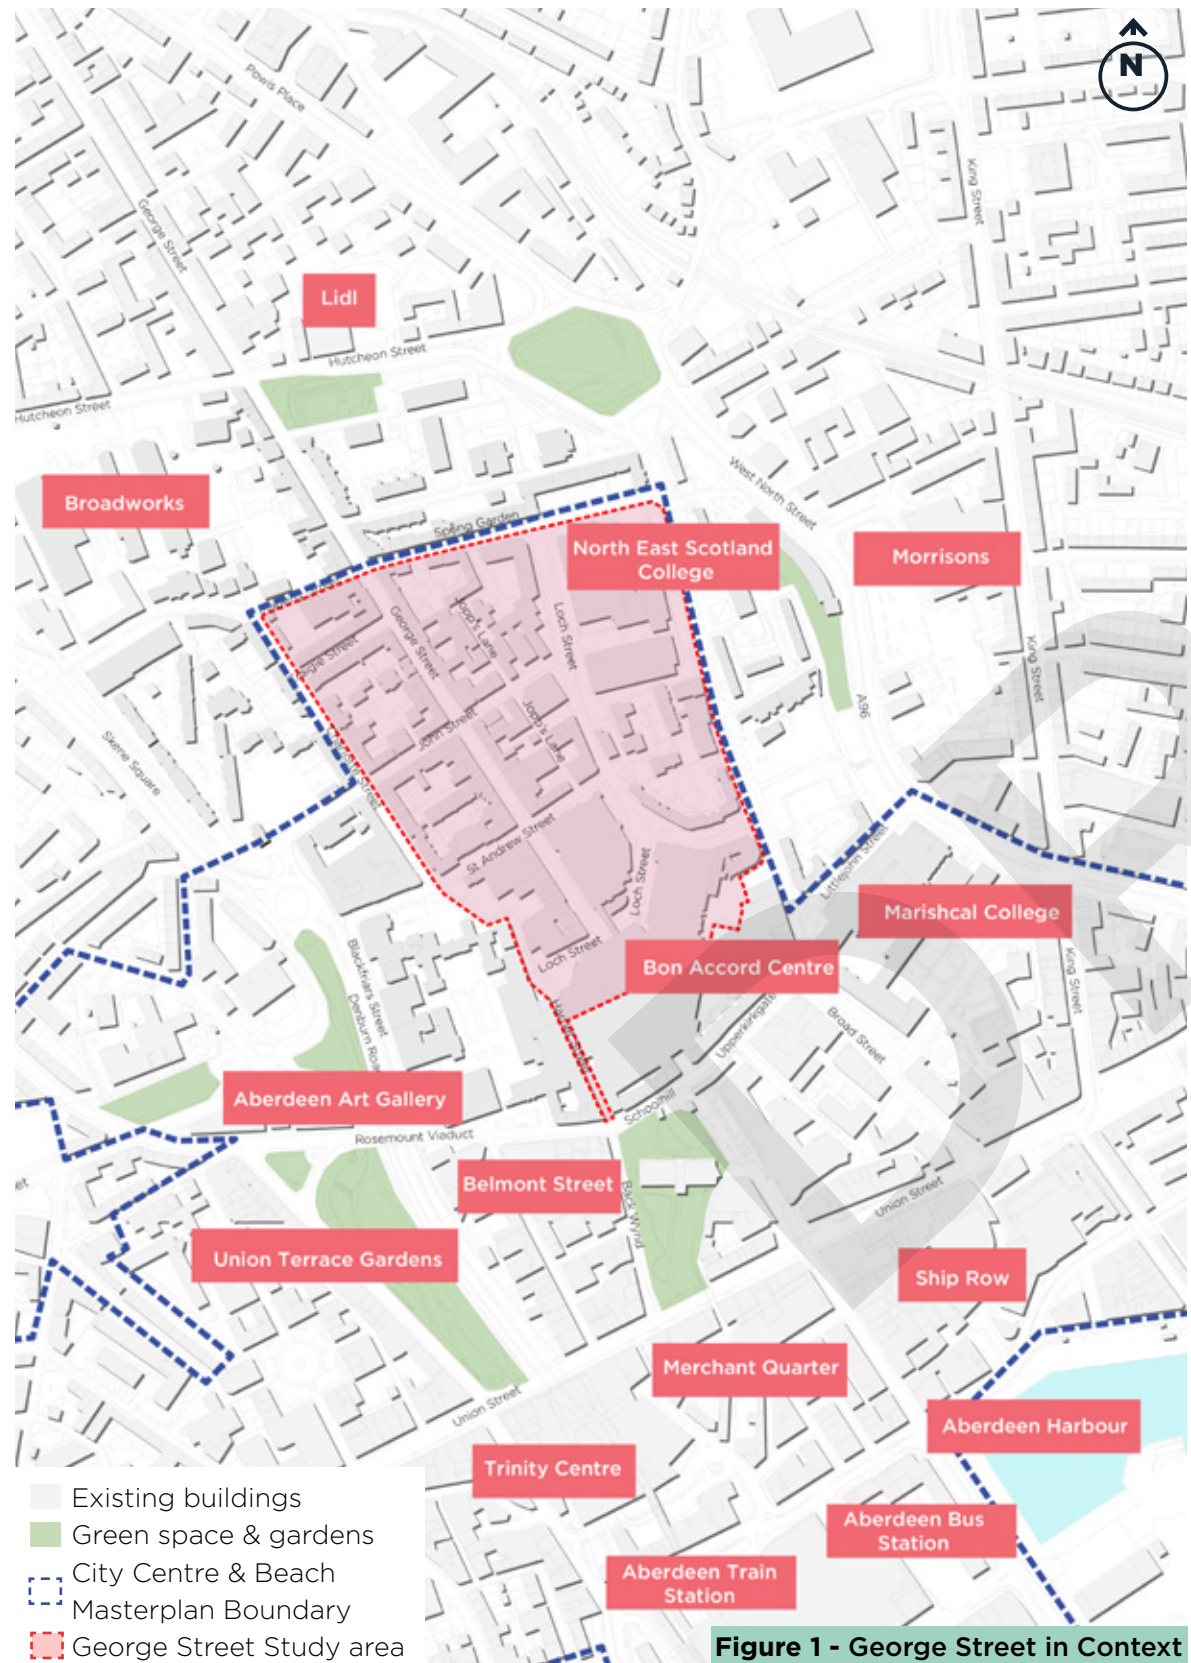 N
Powis Place
King Street
George Street
Lidl
Hutcheon Street
Hutcheon Street
West North Street
Broadworks
Spring Garden
North East Scotland
College
Morrisons
George Street
Jopp's Lane
Loch Street
King Street
A96
John Street
Jopp's Lane
Skene Square
St Andrew Street
Loch Street
Littlejohn Street
Marishcal College
Loch Street
Bon Accord Centre
King Street
Blackfriars Street
Denburn Road
Upperkirkgate
Broad Street
Aberdeen Art Gallery
Schoolhill
Rosemount Viaduct
Belmont Street
Back Wynd
Union Street
Union Terrace Gardens
Ship Row
Merchant Quarter
Union Street
Aberdeen Harbour
Trinity Centre
Aberdeen Bus
Station
Aberdeen Train
Station
Existing buildings
Green space & gardens
City Centre & Beach
Masterplan Boundary
George Street Study area
Figure 1 - George Street in Context